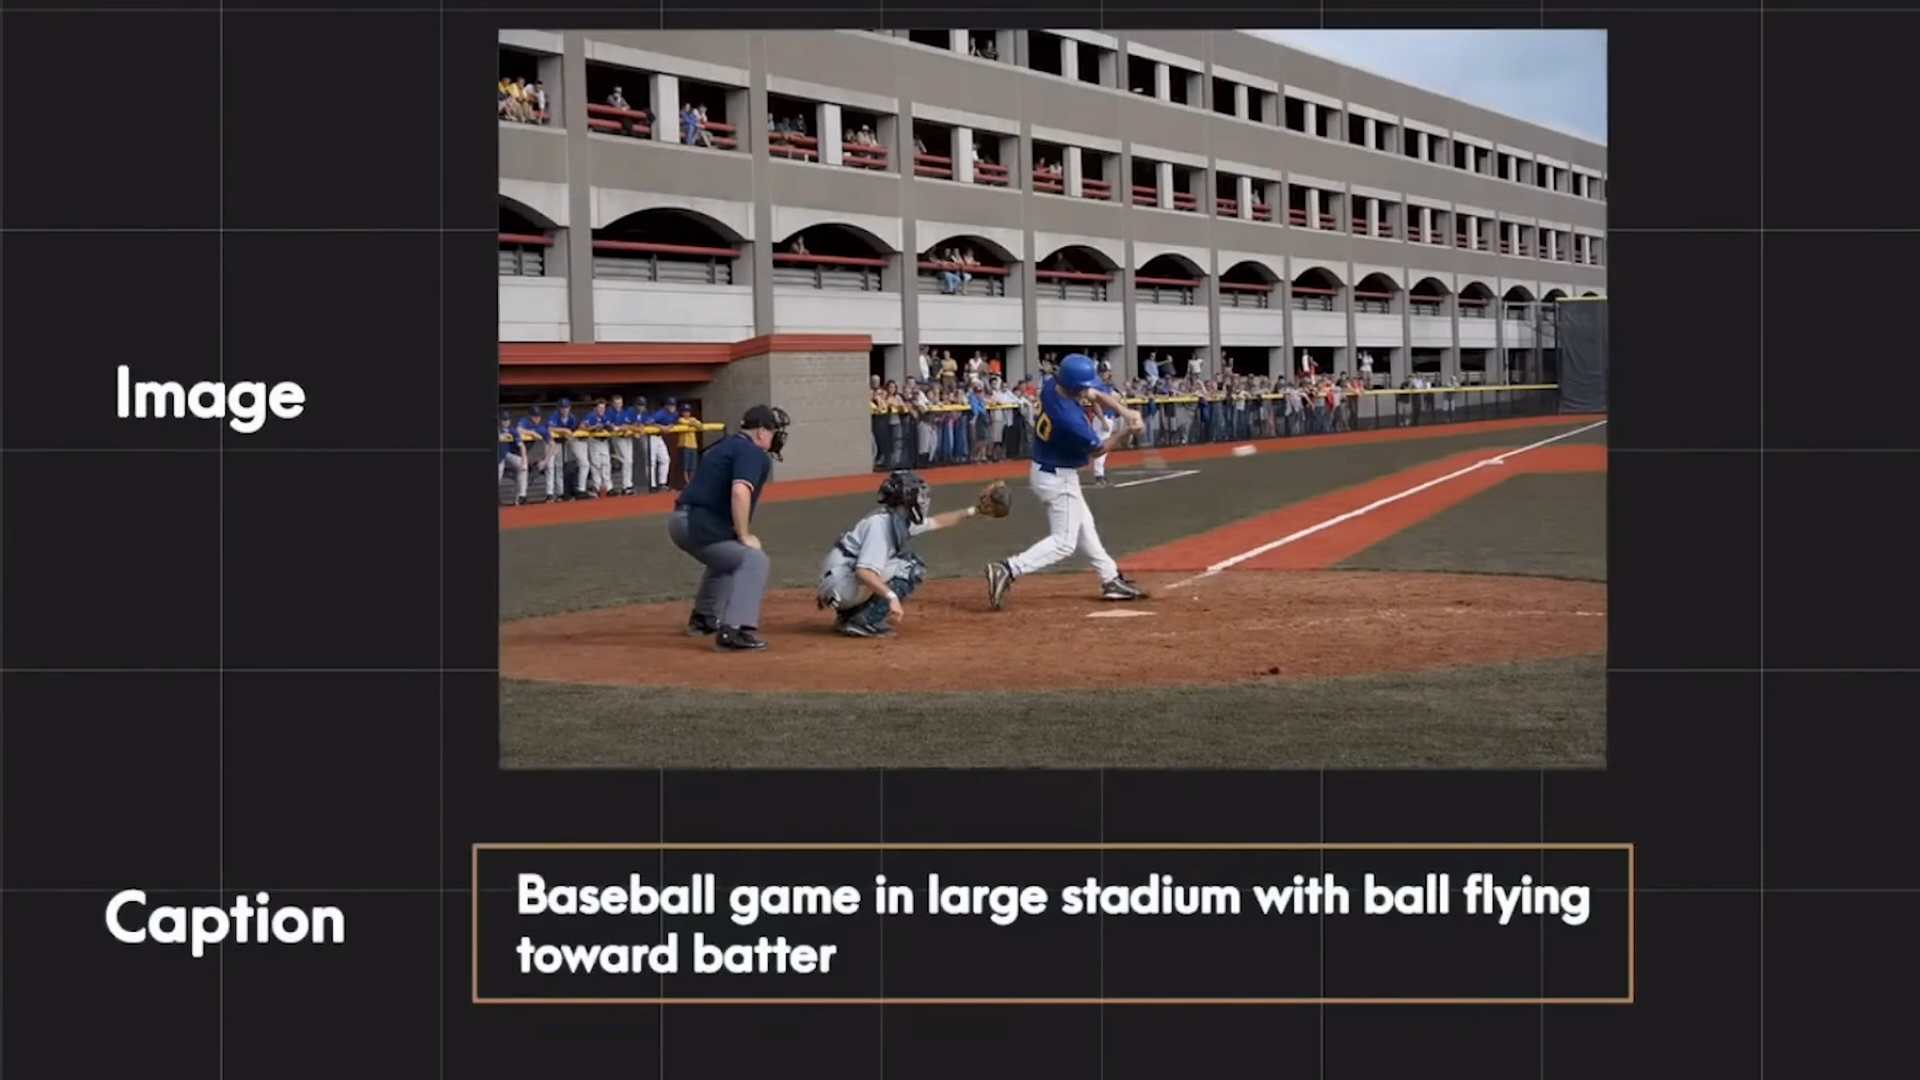 Image
Caption
Baseball game in large stadium with ball flying
toward batter